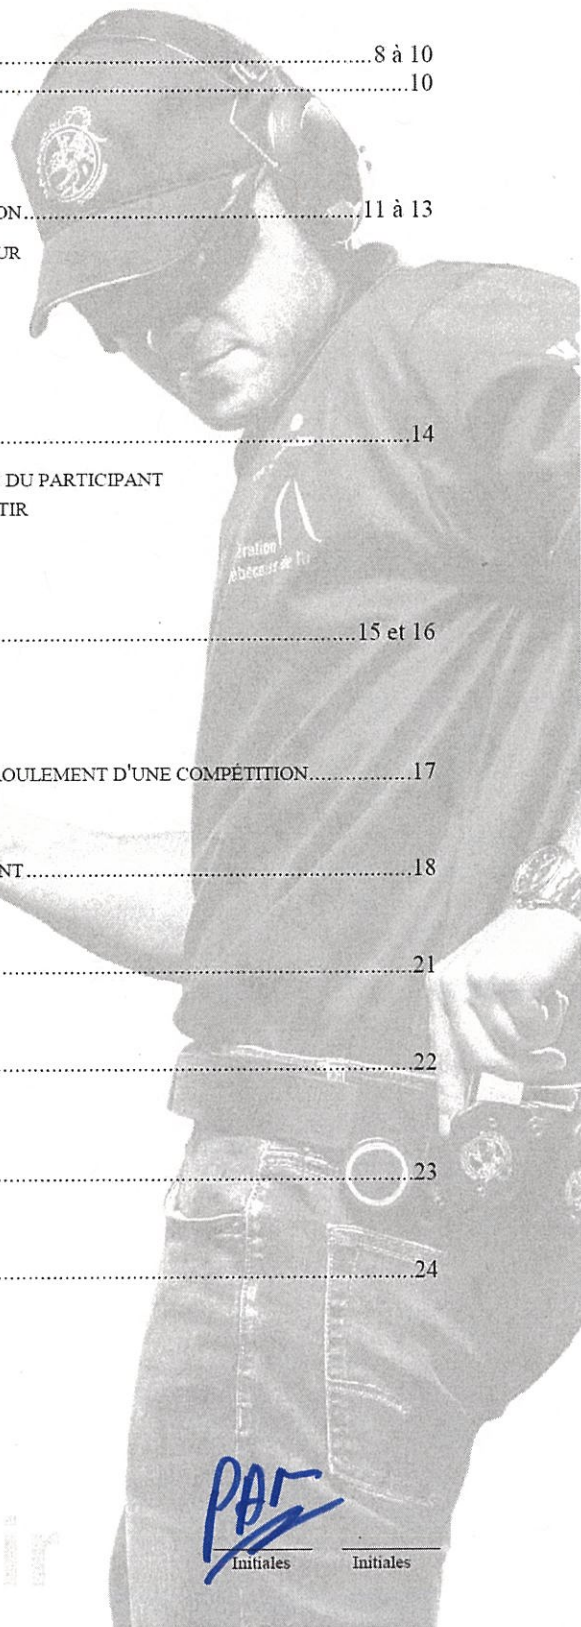 8 à 10
10
ON 11 à 13
UR
14
DU PARTICIPANT
TIR
15 et 16
ROULEMENT D'UNE COMPÉTITION 17
NT 18
21
22
23
24
PAR
Initiales Initiales